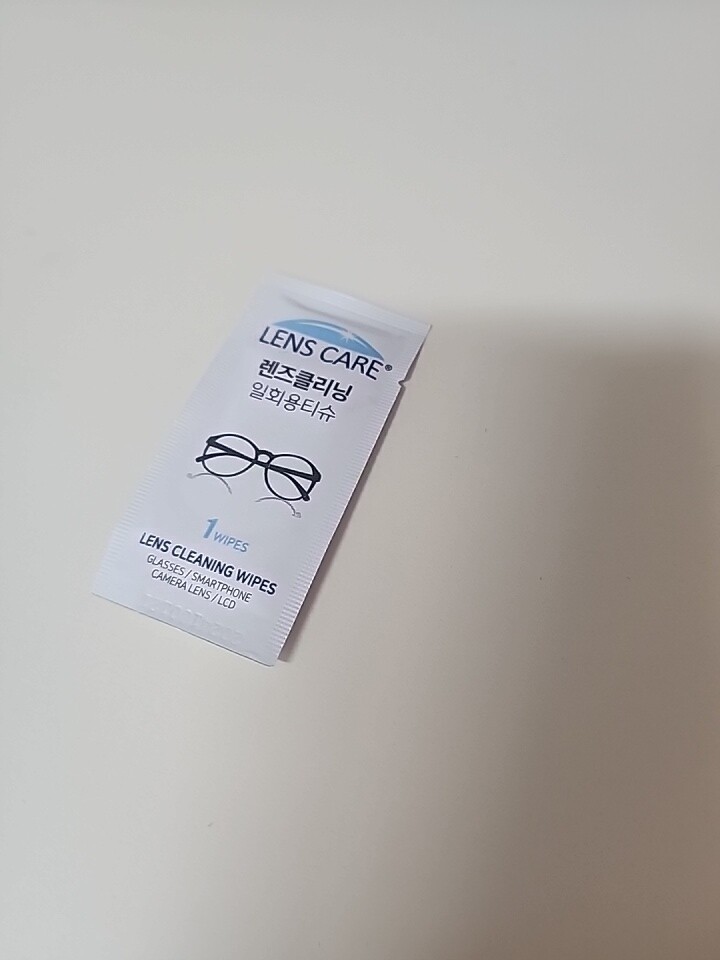 LENS CARE®
렌즈클리닝
일회용티슈
1 WIPES
LENS CLEANING WIPES
GLASSES / SMARTPHONE
CAMERA LENS / LCD